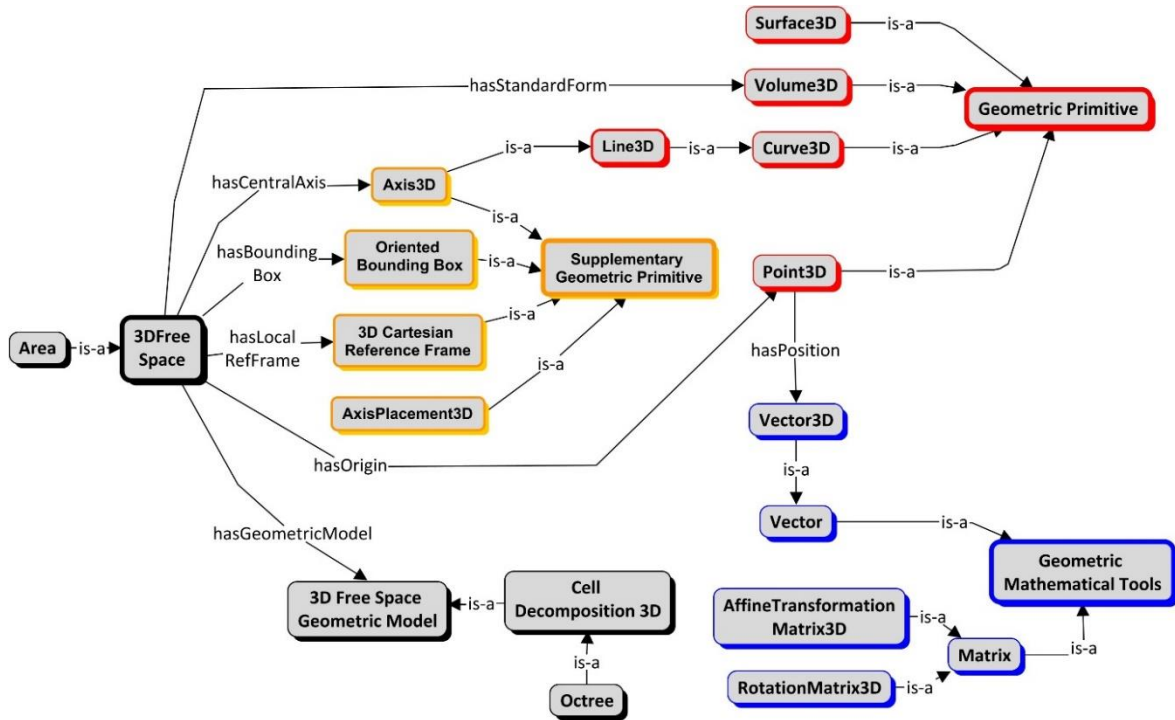 Surface3D
is-a
hasStandardForm
Volume3D
is-a
Geometric Primitive
is-a
Line3D
is-a
Curve3D
is-a
hasCentralAxis
Axis3D
is-a
hasBounding
Box
Oriented
Bounding Box
is-a
Supplementary
Geometric Primitive
Point3D
is-a
Area
is-a
3DFree
Space
hasLocal
RefFrame
3D Cartesian
Reference Frame
is-a
hasPosition
is-a
AxisPlacement3D
Vector3D
hasOrigin
is-a
hasGeometricModel
Vector
is-a
Geometric
Mathematical Tools
3D Free Space
Geometric Model
is-a
Cell
Decomposition 3D
AffineTransformation
Matrix3D
is-a
Matrix
is-a
is-a
RotationMatrix3D
is-a
Octree